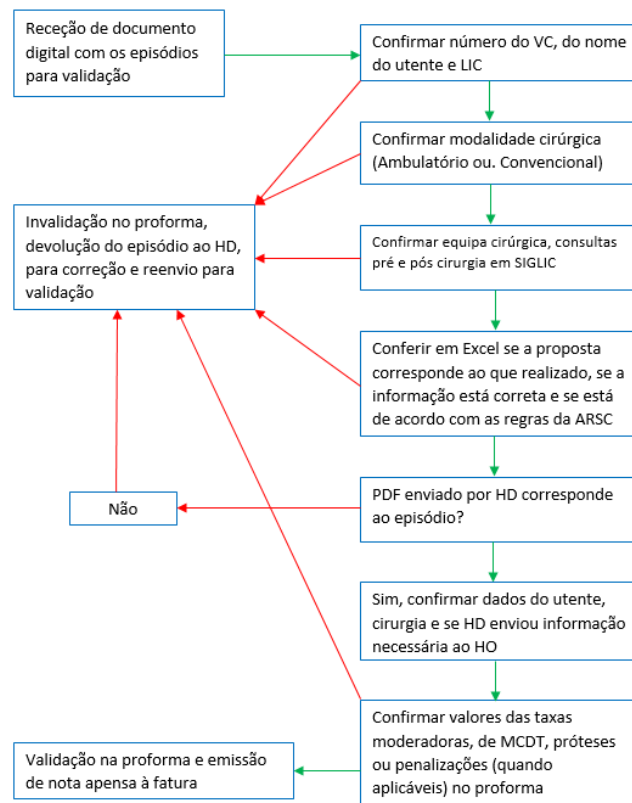 Receção de documento
digital com os episódios
para validação
Confirmar número do VC, do nome
do utente e LIC
Confirmar modalidade cirúrgica
(Ambulatório ou. Convencional)
Invalidação no proforma,
devolução do episódio ao HD,
para correção e reenvio para
validação
Confirmar equipa cirúrgica, consultas
pré e pós cirurgia em SIGLIC
Conferir em Excel se a proposta
corresponde ao que realizado, se a
informação está correta e se está
de acordo com as regras da ARSC
PDF enviado por HD corresponde
ao episódio?
Não
Sim, confirmar dados do utente,
cirurgia e se HD enviou informação
necessária ao HO
Confirmar valores das taxas
moderadoras, de MCDT, próteses
ou penalizações (quando
aplicáveis) no proforma
Validação na proforma e emissão
de nota apensa à fatura